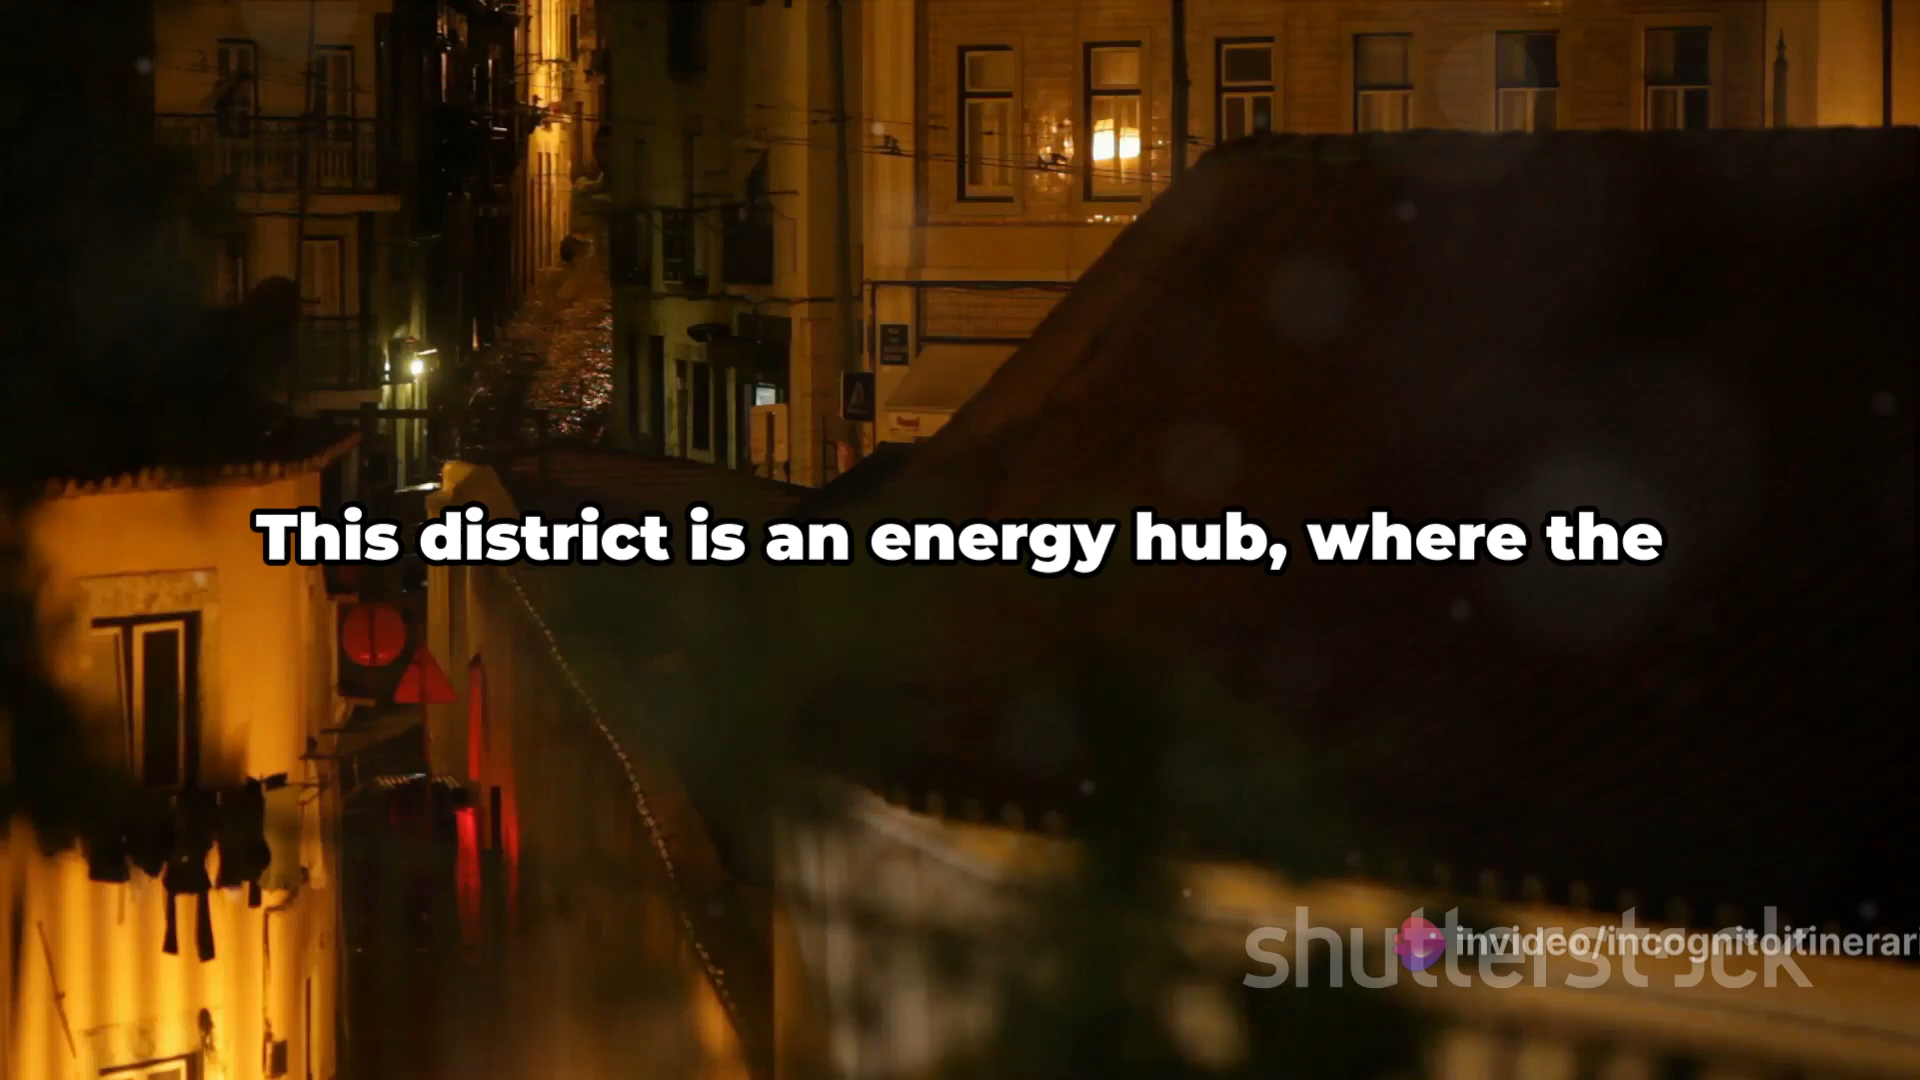 This district is an energy hub, where the
shutterstock
invideo/incognitoitinerari